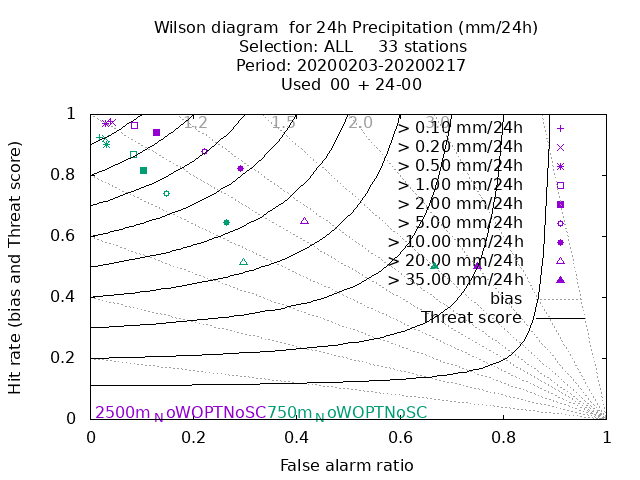 Wilson diagram for 24h Precipitation (mm/24h)
Selection: ALL 33 stations
Period: 20200203-20200217
Used 00 + 24-00
Hit rate (bias and Threat score)
1
0.8
0.6
0.4
0.2
0
1.2
1.5
2.0
3.0
> 0.10 mm/24h
> 0.20 mm/24h
> 0.50 mm/24h
> 1.00 mm/24h
> 2.00 mm/24h
> 5.00 mm/24h
> 10.00 mm/24h
> 20.00 mm/24h
> 35.00 mm/24h
bias
Threat score
2500mNoWOPTNoSC 750mNoWOPTNoSC
0 0.2 0.4 0.6 0.8 1
False alarm ratio